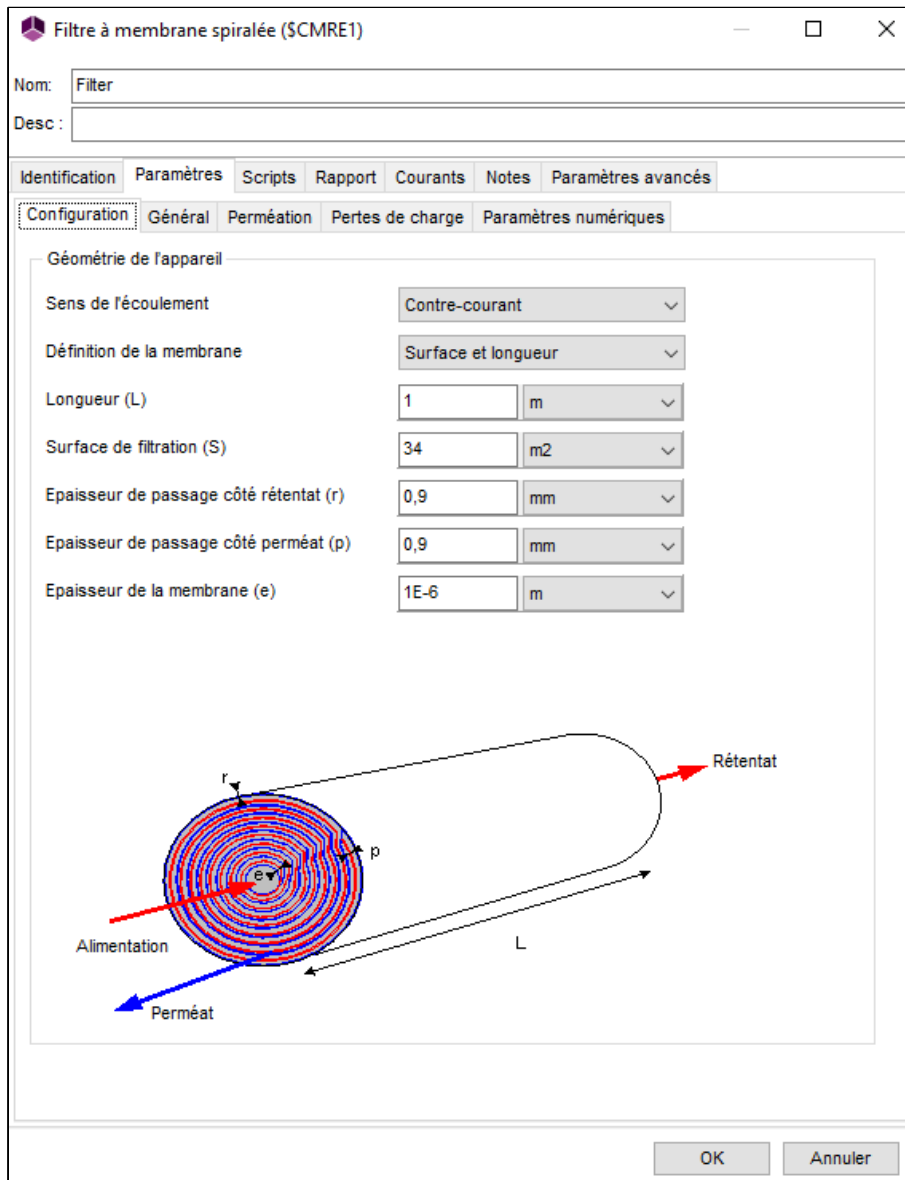 Filtre à membrane spiralée ($CMRE1)
Nom: Filter
Desc :
Identification Paramètres Scripts Rapport Courants Notes Paramètres avancés
Configuration Général Perméation Pertes de charge Paramètres numériques
Géométrie de l'appareil
Sens de l'écoulement Contre-courant
Définition de la membrane Surface et longueur
Longueur (L) 1 m
Surface de filtration (S) 34 m2
Epaisseur de passage côté rétentat (r) 0,9 mm
Epaisseur de passage côté perméat (p) 0,9 mm
Epaisseur de la membrane (e) 1E-6 m
Rétentat
r
p
e
L
Alimentation
Perméat
OK Annuler